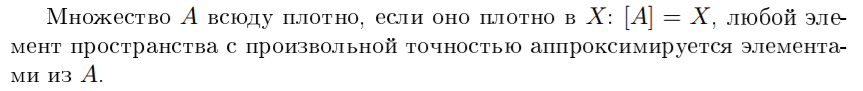 Множество A всюду плотно, если оно плотно в X: [A] = X, любой эле-
мент пространства с произвольной точностью аппроксимируется элемента-
ми из A.